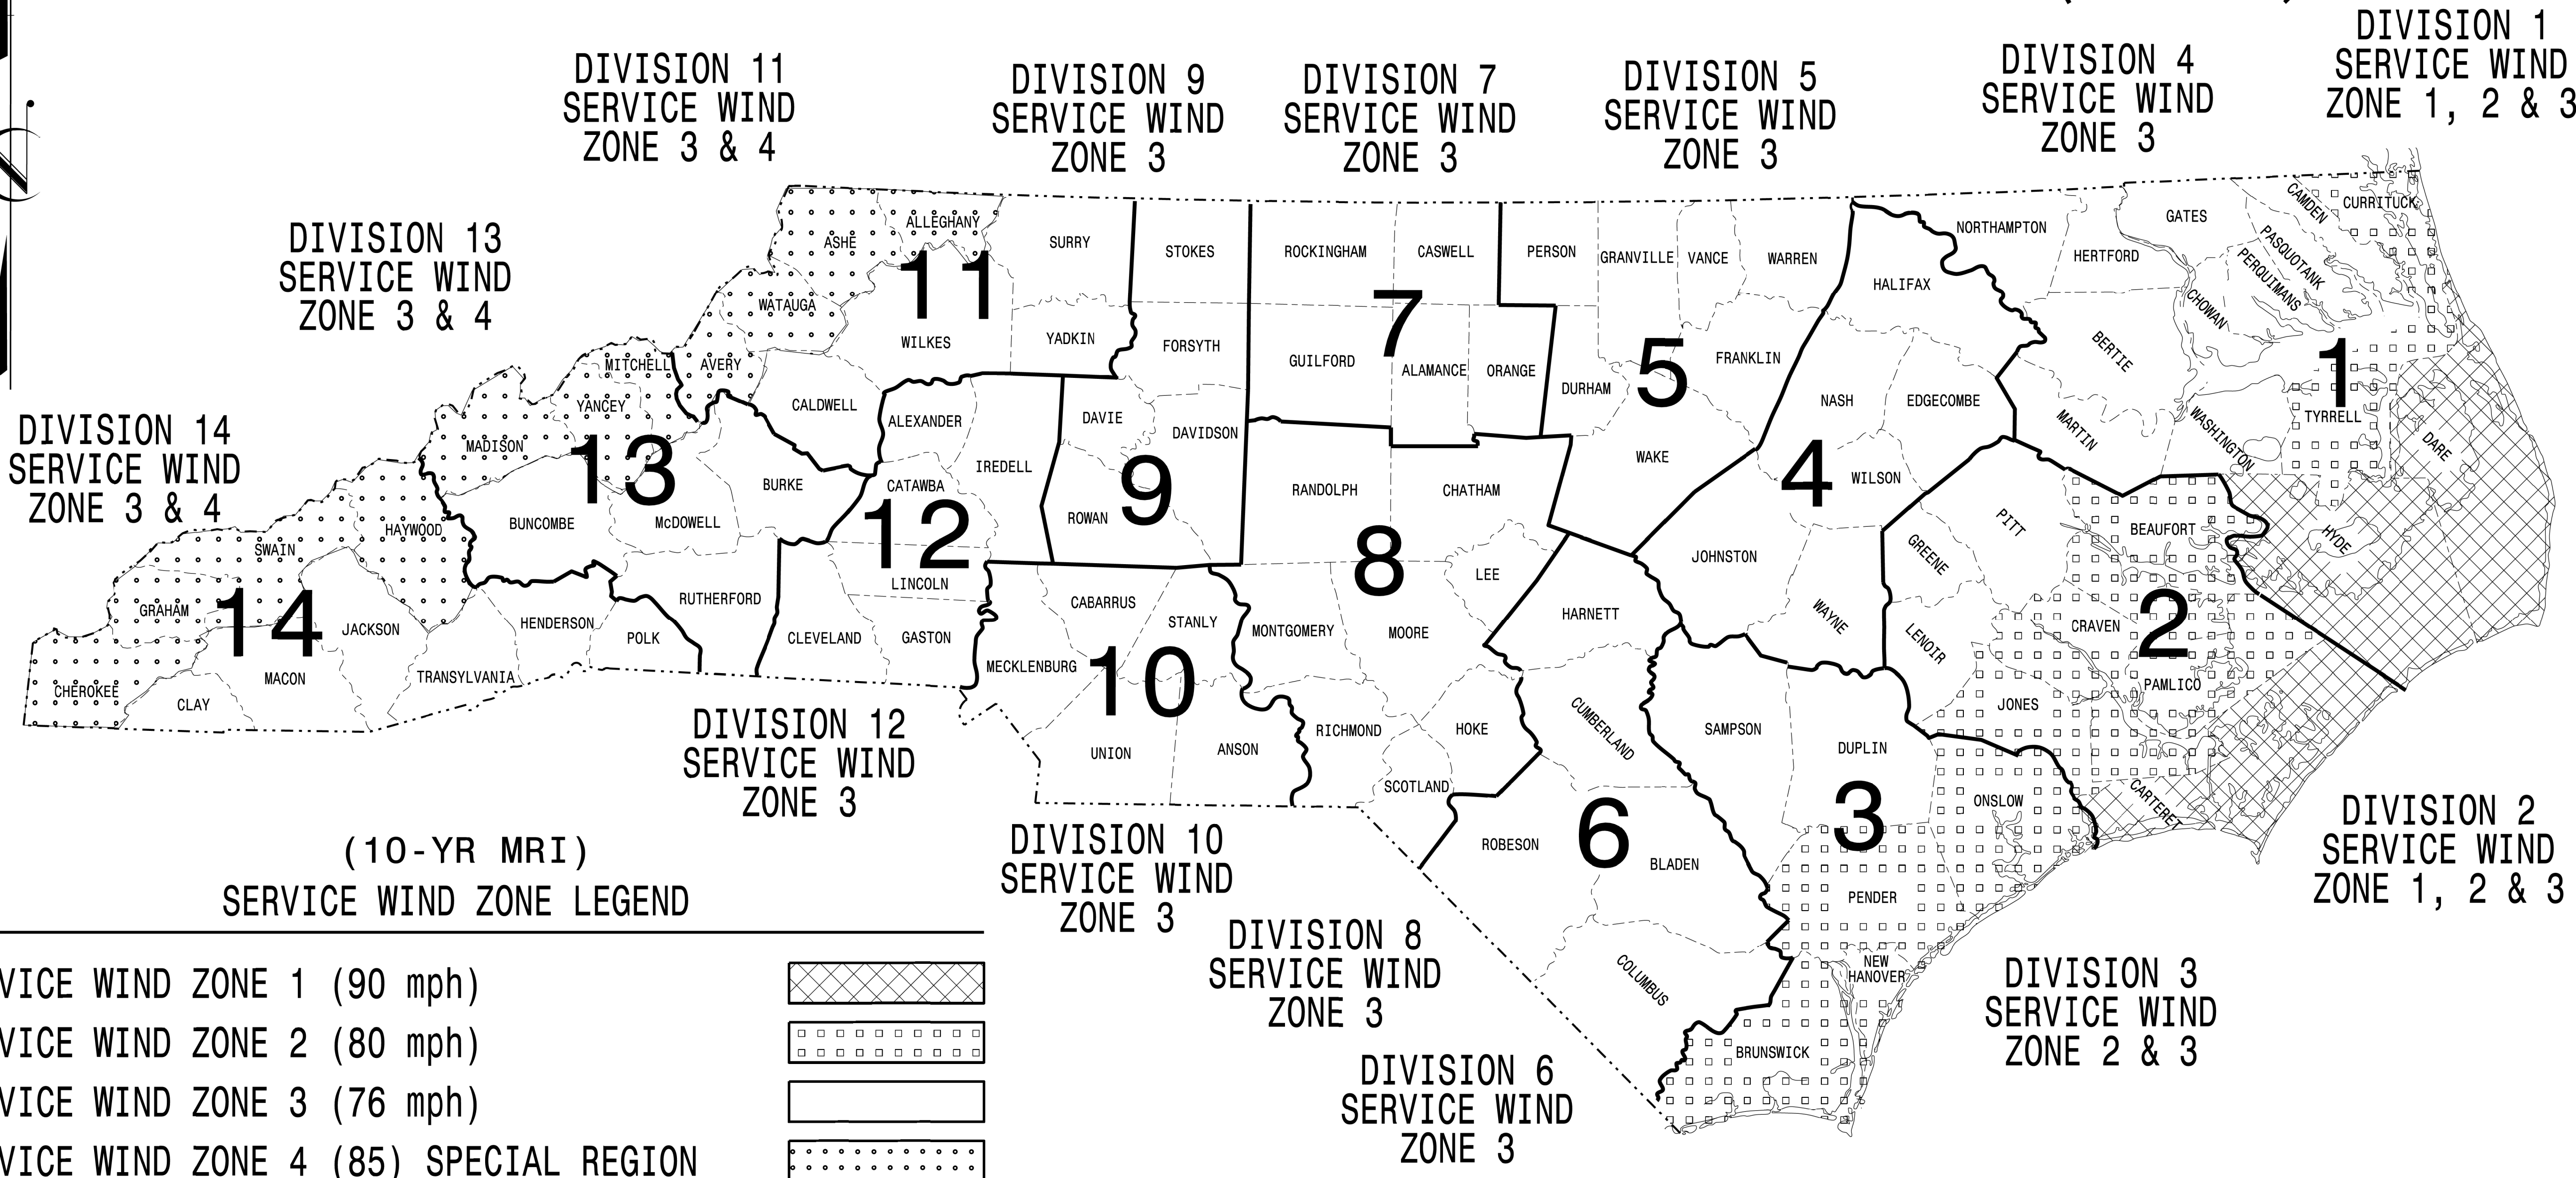 DIVISION 1
SERVICE WIND
ZONE 1, 2 & 3
DIVISION 4
SERVICE WIND
ZONE 3
DIVISION 5
SERVICE WIND
ZONE 3
DIVISION 7
SERVICE WIND
ZONE 3
DIVISION 9
SERVICE WIND
ZONE 3
DIVISION 11
SERVICE WIND
ZONE 3 & 4
DIVISION 13
SERVICE WIND
ZONE 3 & 4
DIVISION 14
SERVICE WIND
ZONE 3 & 4
ALLEGHANY
ASHE
11
WATAUGA
WILKES
SURRY
YADKIN
MITCHELL
AVERY
CALDWELL
ALEXANDER
YANCEY
MADISON
13
BUNCOMBE
McDOWELL
BURKE
IREDELL
CATAWBA
12
LINCOLN
CLEVELAND
GASTON
HAYWOOD
SWAIN
GRAHAM
14
JACKSON
HENDERSON
POLK
RUTHERFORD
CHEROKEE
CLAY
MACON
TRANSYLVANIA
STOKES
FORSYTH
DAVIE
DAVIDSON
9
ROWAN
ROCKINGHAM
CASWELL
7
GUILFORD
ALAMANCE
ORANGE
PERSON
GRANVILLE
VANCE
WARREN
5
FRANKLIN
DURHAM
WAKE
RANDOLPH
CHATHAM
8
LEE
MONTGOMERY
MOORE
RICHMOND
HOKE
SCOTLAND
CABARRUS
STANLY
MECKLENBURG
10
UNION
ANSON
HALIFAX
NASH
EDGECOMBE
4
WILSON
JOHNSTON
WAYNE
NORTHAMPTON
HERTFORD
GATES
CAMDEN
CURRITUCK
PASQUOTANK
PERQUIMANS
CHOWAN
BERTIE
1
MARTIN
WASHINGTON
TYRRELL
DARE
HYDE
PITT
BEAUFORT
GREENE
LENOIR
CRAVEN
2
JONES
PAMLICO
CARTERET
HARNETT
CUMBERLAND
ROBESON
6
BLADEN
COLUMBUS
SAMPSON
DUPLIN
3
ONSLOW
PENDER
NEW
HANOVER
BRUNSWICK
DIVISION 12
SERVICE WIND
ZONE 3
DIVISION 10
SERVICE WIND
ZONE 3
DIVISION 8
SERVICE WIND
ZONE 3
DIVISION 6
SERVICE WIND
ZONE 3
DIVISION 3
SERVICE WIND
ZONE 2 & 3
DIVISION 2
SERVICE WIND
ZONE 1, 2 & 3
(10-YR MRI)
SERVICE WIND ZONE LEGEND
VICE WIND ZONE 1 (90 mph)
VICE WIND ZONE 2 (80 mph)
VICE WIND ZONE 3 (76 mph)
VICE WIND ZONE 4 (85) SPECIAL REGION